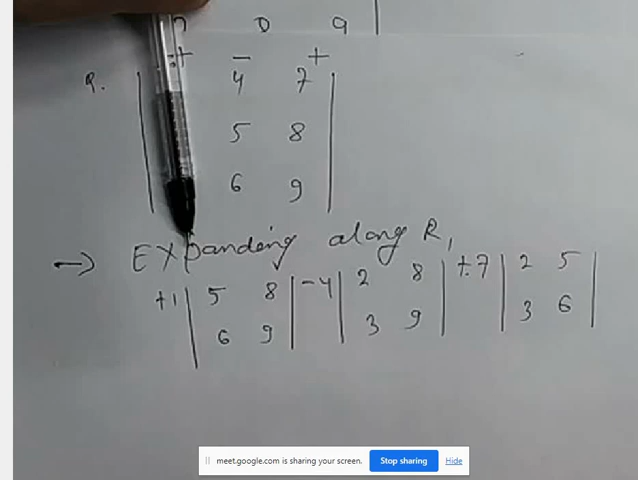 0 9
+ - +
R. 4 7
5 8
6 9
→ Expanding along R₁
+1 | 5 8 | -4 | 2 8 | +7 | 2 5 |
| 6 9 | | 3 9 | | 3 6 |
meet.google.com is sharing your screen. Stop sharing Hide